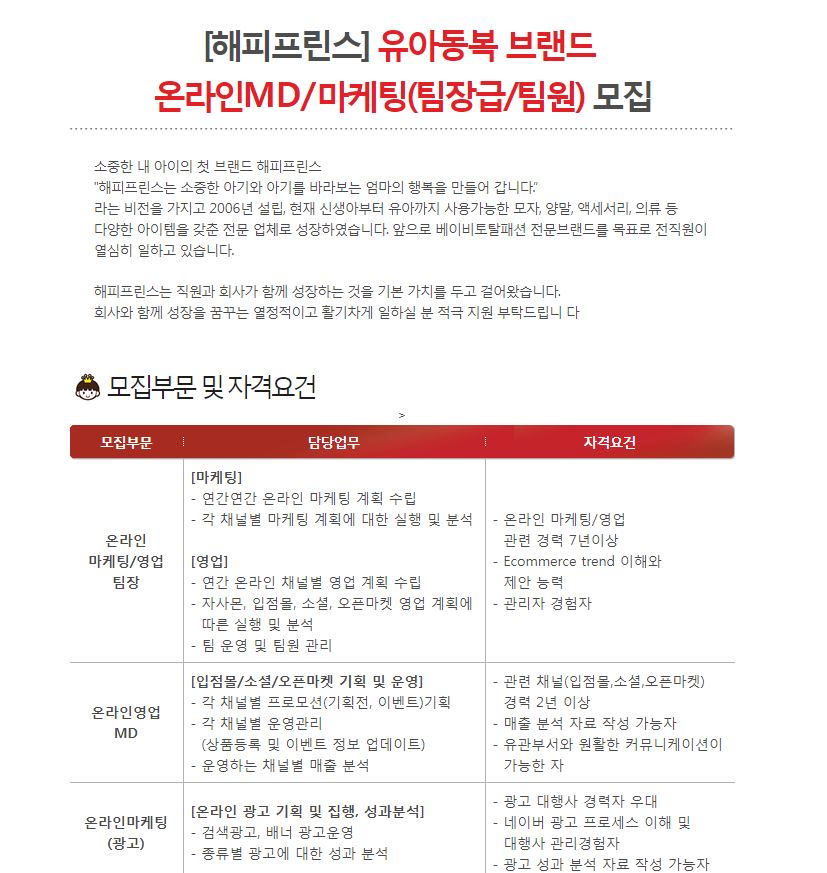 [해피프린스] 유아동복 브랜드
온라인MD/마케팅(팀장급/팀원) 모집
소중한 내 아이의 첫 브랜드 해피프린스
"해피프린스는 소중한 아기와 아기를 바라보는 엄마의 행복을 만들어 갑니다."
라는 비전을 가지고 2006년 설립, 현재 신생아부터 유아까지 사용가능한 모자, 양말, 액세서리, 의류 등
다양한 아이템을 갖춘 전문 업체로 성장하였습니다. 앞으로 베이비토탈패션 전문브랜드를 목표로 전직원이
열심히 일하고 있습니다.
해피프린스는 직원과 회사가 함께 성장하는 것을 기본 가치를 두고 걸어왔습니다.
회사와 함께 성장을 꿈꾸는 열정적이고 활기차게 일하실 분 적극 지원 부탁드립니 다
모집부문 및 자격요건
>
모집부문 담당업무 자격요건
온라인
마케팅/영업
팀장
[마케팅]
- 연간연간 온라인 마케팅 계획 수립
- 각 채널별 마케팅 계획에 대한 실행 및 분석
[영업]
- 연간 온라인 채널별 영업 계획 수립
- 자사몬, 입점몰, 소셜, 오픈마켓 영업 계획에
따른 실행 및 분석
- 팀 운영 및 팀원 관리
- 온라인 마케팅/영업
관련 경력 7년이상
- Ecommerce trend 이해와
제안 능력
- 관리자 경험자
온라인영업
MD
[입점몰/소셜/오픈마켓 기획 및 운영]
- 각 채널별 프로모션(기획전, 이벤트)기획
- 각 채널별 운영관리
(상품등록 및 이벤트 정보 업데이트)
- 운영하는 채널별 매출 분석
- 관련 채널(입점몰,소셜,오픈마켓)
경력 2년 이상
- 매출 분석 자료 작성 가능자
- 유관부서와 원활한 커뮤니케이션이
가능한 자
온라인마케팅
(광고)
[온라인 광고 기획 및 집행, 성과분석]
- 검색광고, 배너 광고운영
- 종류별 광고에 대한 성과 분석
- 광고 대행사 경력자 우대
- 네이버 광고 프로세스 이해 및
대행사 관리경험자
- 광고 성과 분석 자료 작성 가능자